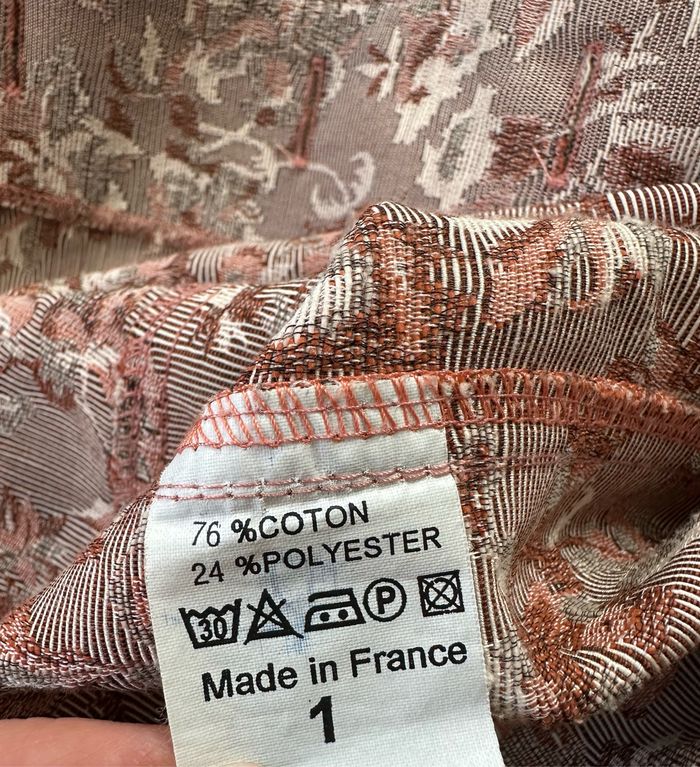 76 %COTON
24 %POLYESTER
30 P
Made in France
1